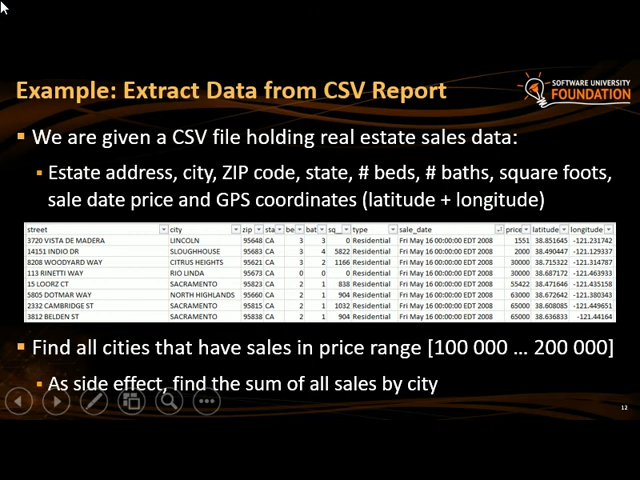 Example: Extract Data from CSV Report
SOFTWARE UNIVERSITY
FOUNDATION
We are given a CSV file holding real estate sales data:
Estate address, city, ZIP code, state, # beds, # baths, square foots,
sale date price and GPS coordinates (latitude + longitude)
street city zip sta be bat sq__ type sale_date price latitude longitude
3720 VISTA DE MADERA LINCOLN 95648 CA 3 3 0 Residential Fri May 16 00:00:00 EDT 2008 1551 38.851645 -121.231742
14151 INDIO DR SLOUGHHOUSE 95683 CA 3 4 5822 Residential Fri May 16 00:00:00 EDT 2008 2000 38.490447 -121.129337
8208 WOODYARD WAY CITRUS HEIGHTS 95621 CA 3 2 1166 Residential Fri May 16 00:00:00 EDT 2008 30000 38.715322 -121.314787
113 RINETTI WAY RIO LINDA 95673 CA 0 0 0 Residential Fri May 16 00:00:00 EDT 2008 30000 38.687172 -121.463933
15 LOORZ CT SACRAMENTO 95823 CA 2 1 838 Residential Fri May 16 00:00:00 EDT 2008 55422 38.471646 -121.435158
5805 DOTMAR WAY NORTH HIGHLANDS 95660 CA 2 1 904 Residential Fri May 16 00:00:00 EDT 2008 63000 38.672642 -121.380343
2332 CAMBRIDGE ST SACRAMENTO 95815 CA 2 1 1032 Residential Fri May 16 00:00:00 EDT 2008 65000 38.608085 -121.449651
3812 BELDEN ST SACRAMENTO 95838 CA 2 1 904 Residential Fri May 16 00:00:00 EDT 2008 65000 38.636833 -121.44164
Find all cities that have sales in price range [100 000 … 200 000]
As side effect, find the sum of all sales by city
12